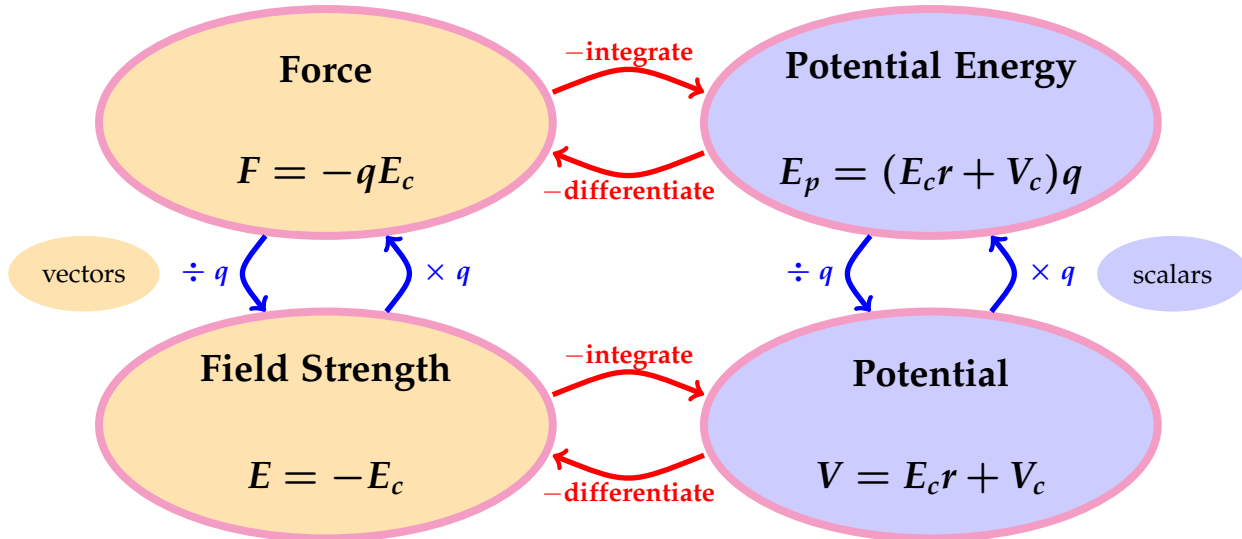 Force
F = −qE_c
−integrate
−differentiate
Potential Energy
E_p = (E_c r + V_c)q
vectors
÷ q
× q
÷ q
× q
scalars
Field Strength
E = −E_c
−integrate
−differentiate
Potential
V = E_c r + V_c